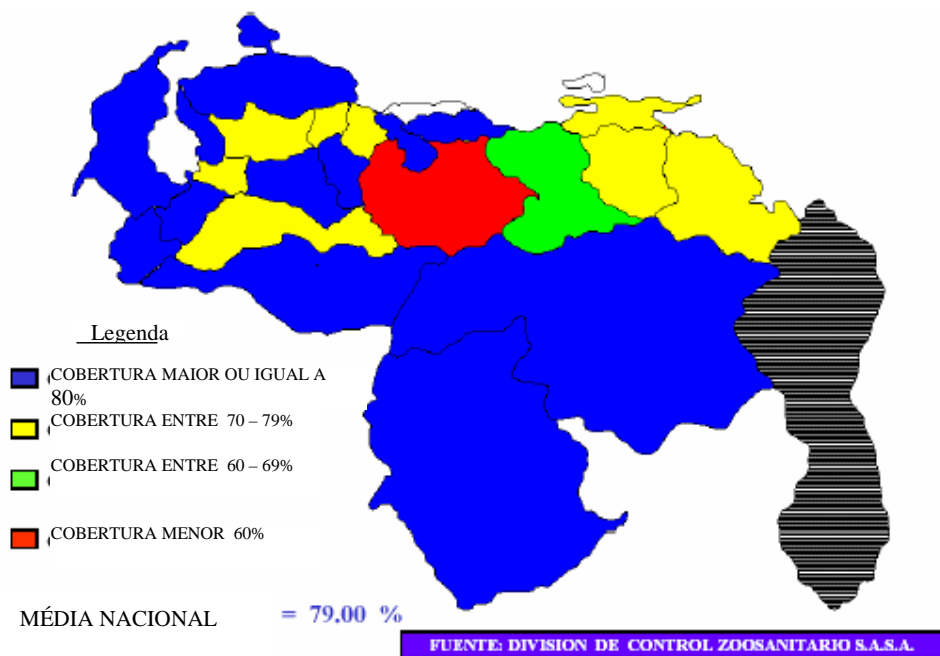 Legenda
COBERTURA MAIOR OU IGUAL A
80%
COBERTURA ENTRE 70 – 79%
COBERTURA ENTRE 60 – 69%
COBERTURA MENOR 60%
MÉDIA NACIONAL = 79.00 %
FUENTE: DIVISION DE CONTROL ZOOSANITARIO S.A.S.A.